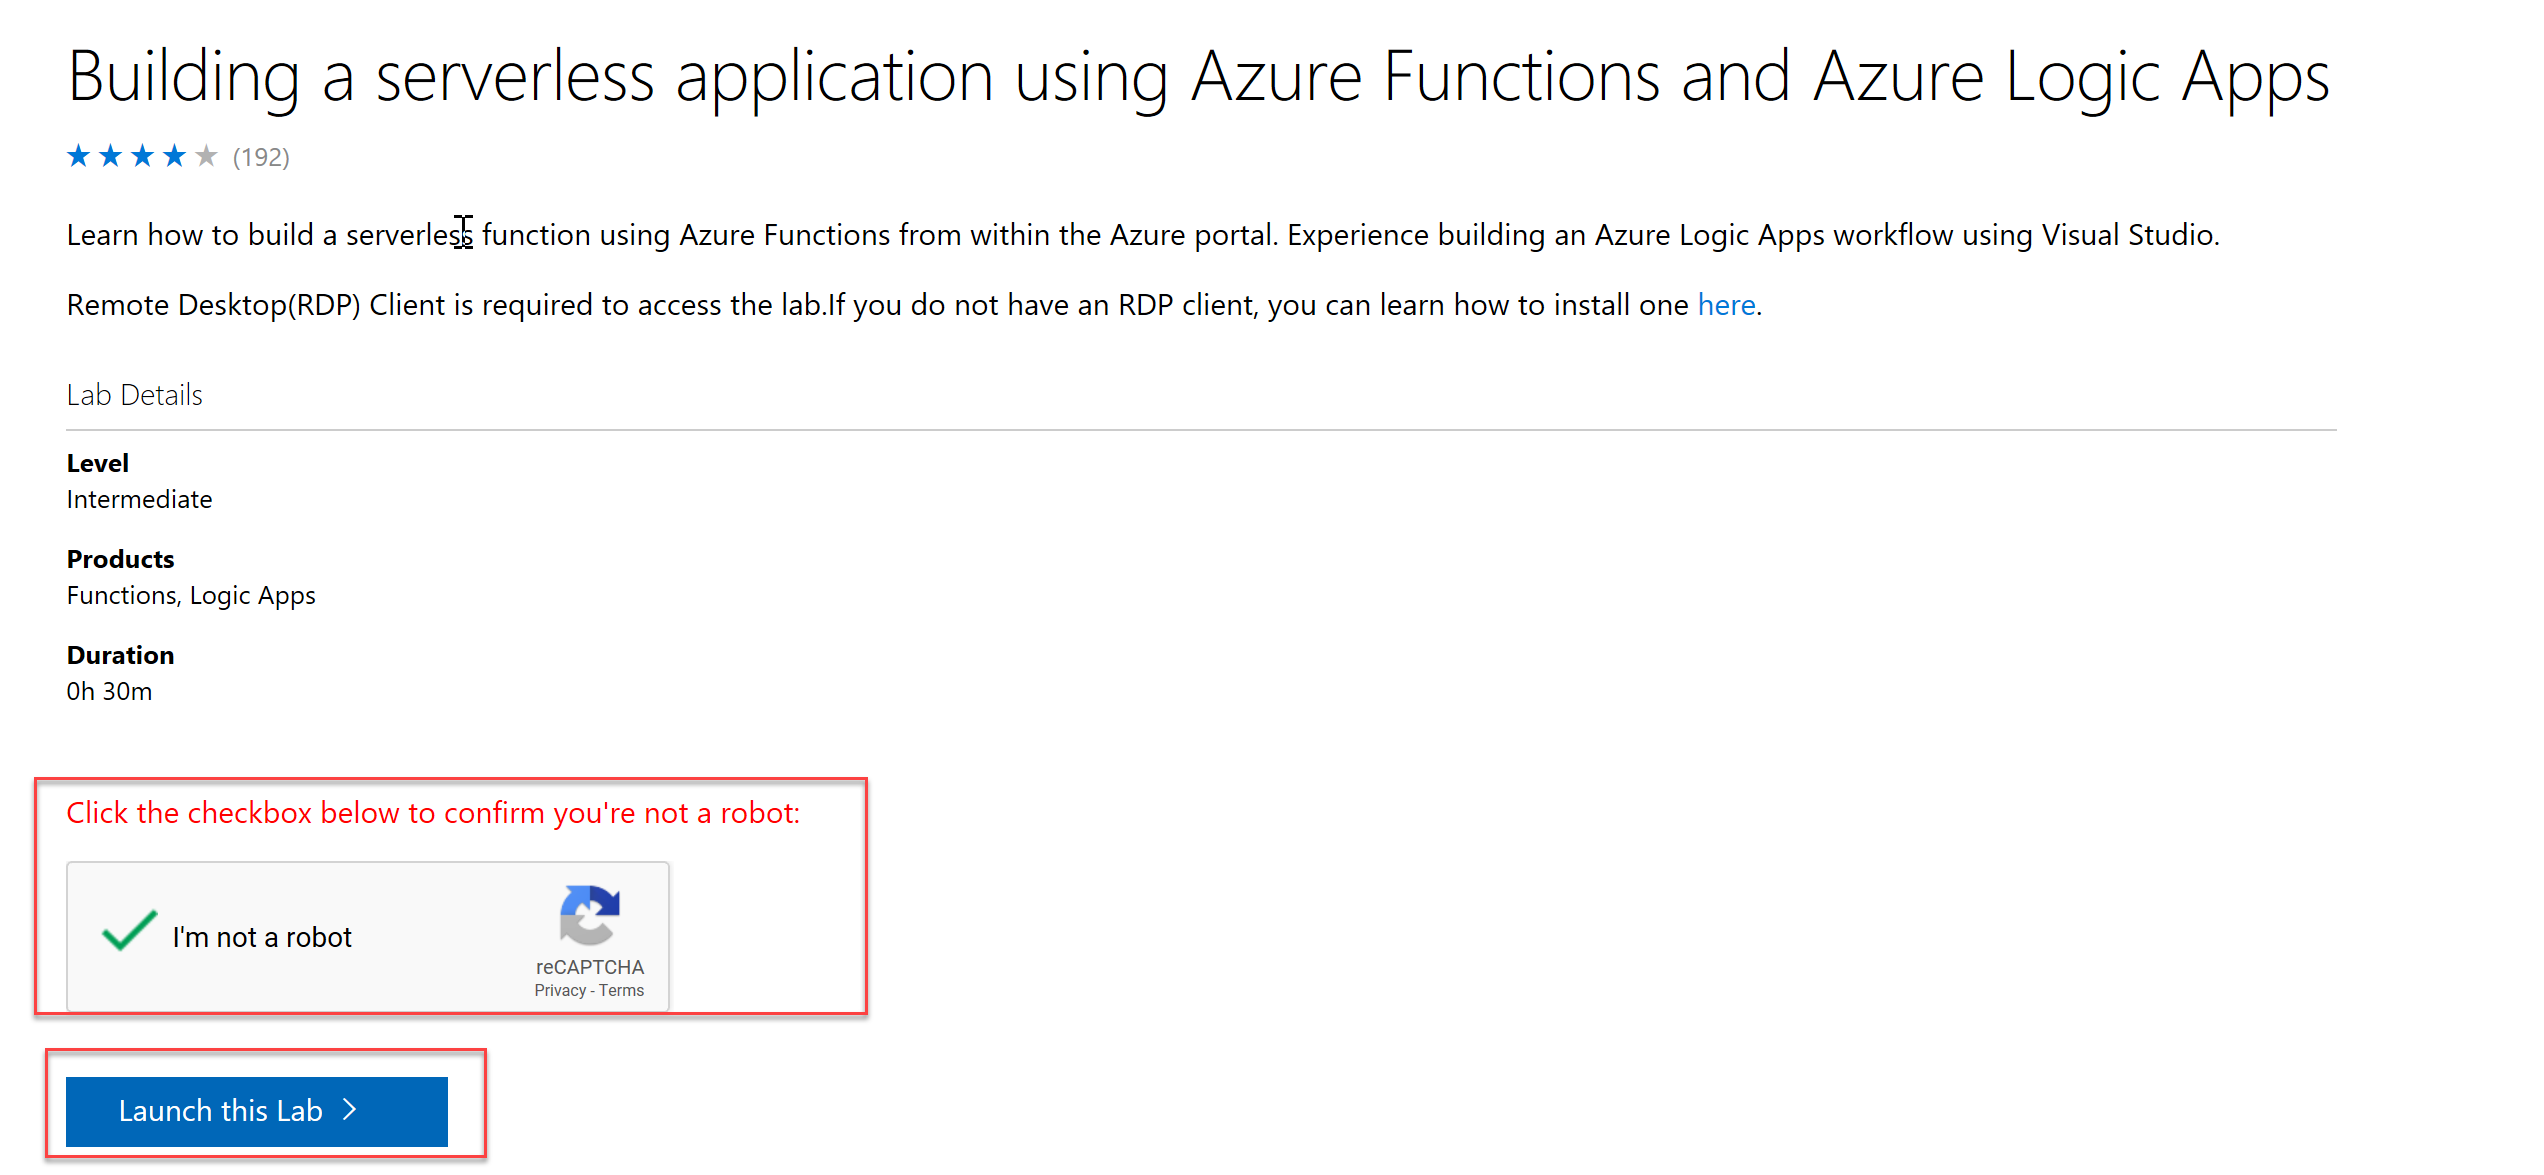 Building a serverless application using Azure Functions and Azure Logic Apps
(192)
Learn how to build a serverless function using Azure Functions from within the Azure portal. Experience building an Azure Logic Apps workflow using Visual Studio.
Remote Desktop(RDP) Client is required to access the lab.If you do not have an RDP client, you can learn how to install one here.
Lab Details
Level
Intermediate
Products
Functions, Logic Apps
Duration
0h 30m
Click the checkbox below to confirm you're not a robot:
I'm not a robot
reCAPTCHA
Privacy - Terms
Launch this Lab